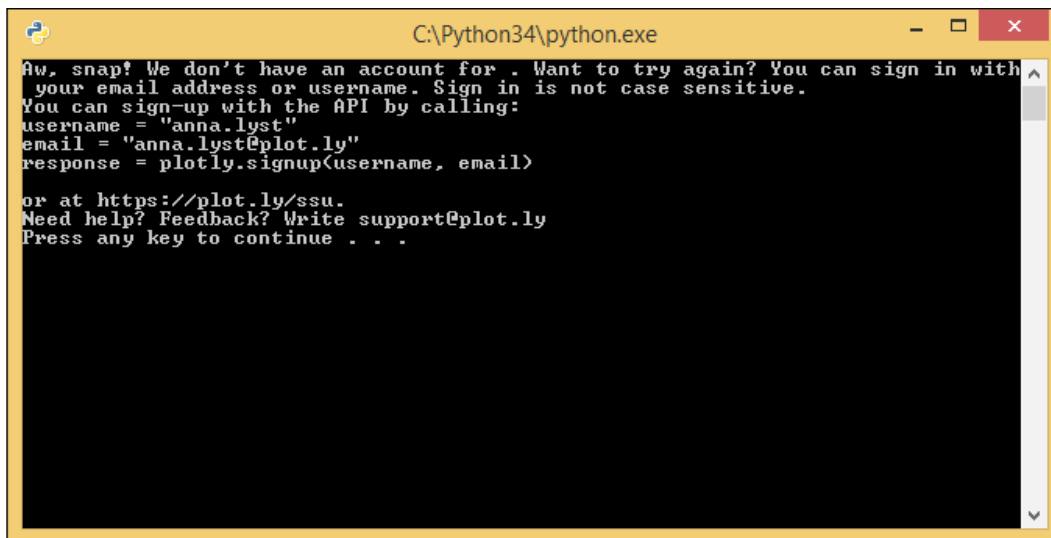 C:\Python34\python.exe
Aw, snap! We don't have an account for . Want to try again? You can sign in with
your email address or username. Sign in is not case sensitive.
You can sign-up with the API by calling:
username = "anna.lyst"
email = "anna.lyst@plot.ly"
response = plotly.signup(username, email)
or at https://plot.ly/ssu.
Need help? Feedback? Write support@plot.ly
Press any key to continue . . .